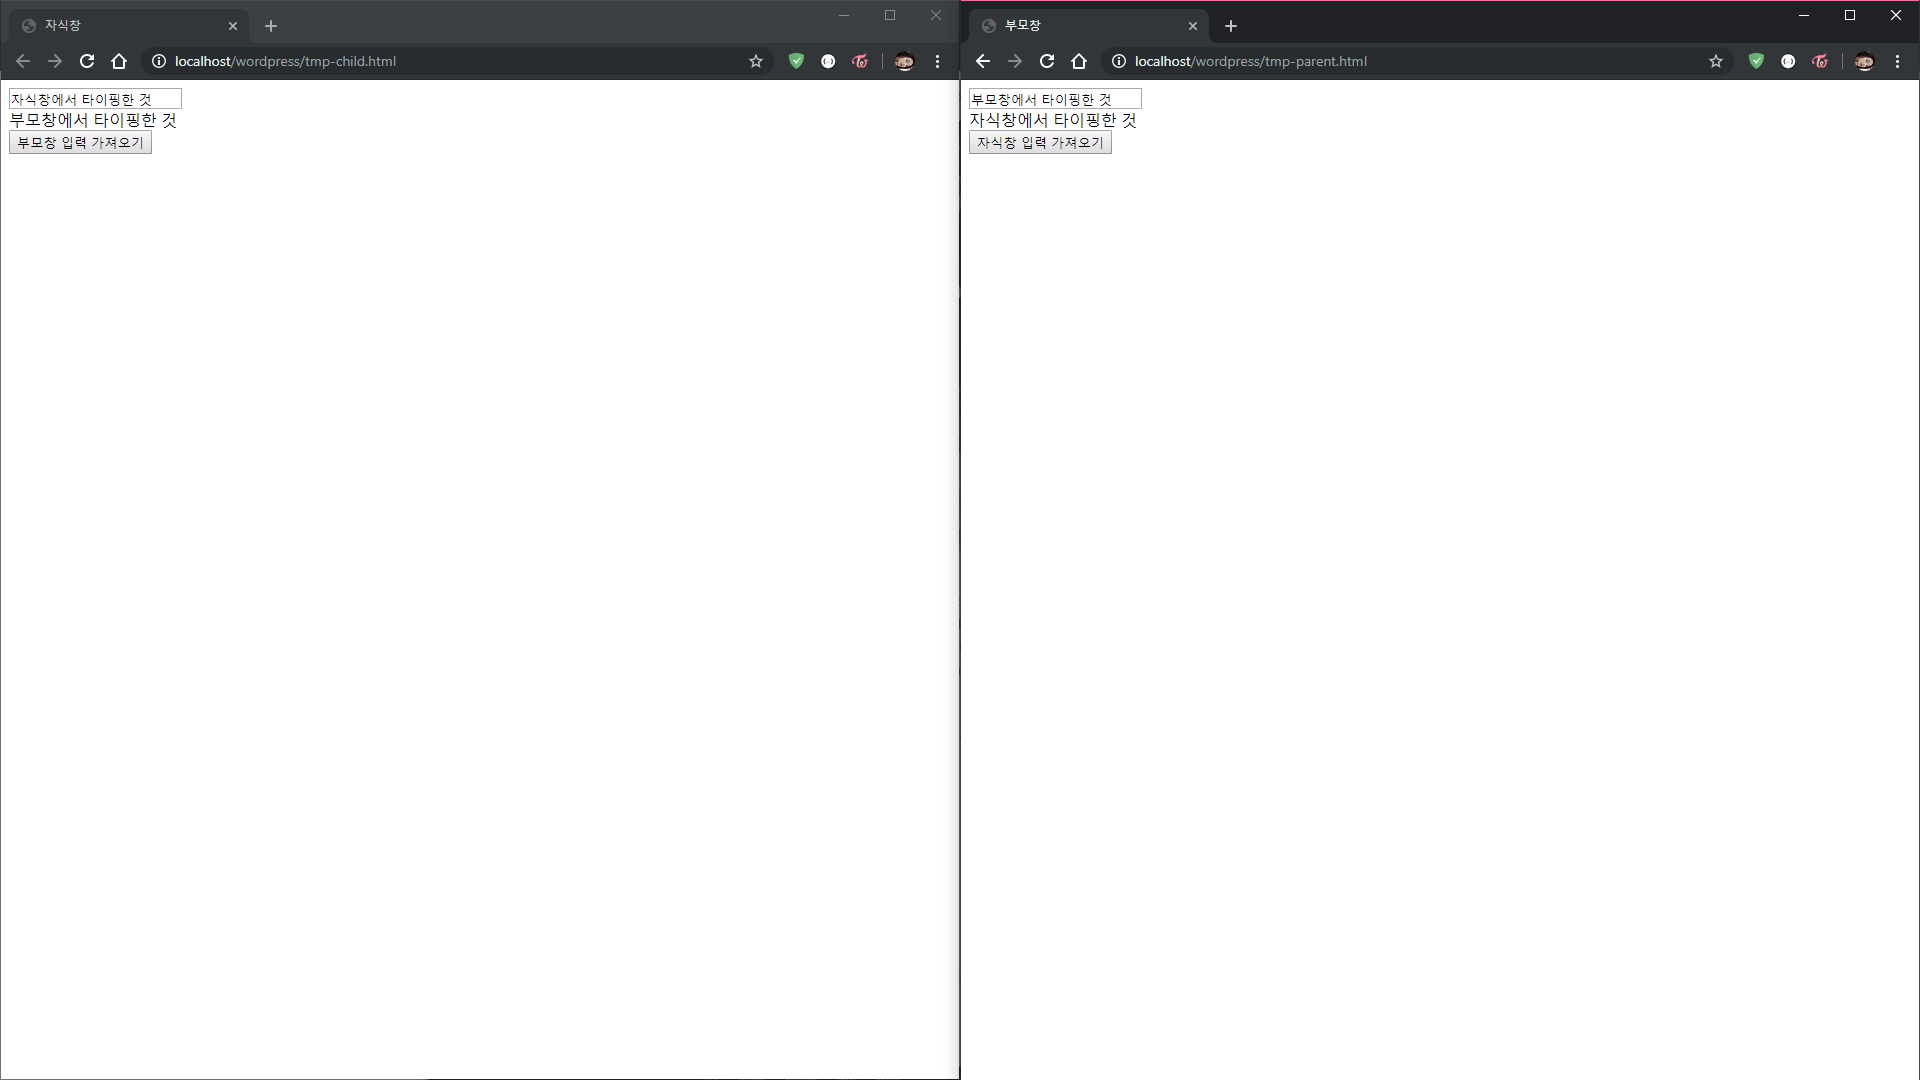 자식창
localhost/wordpress/tmp-child.html
자식창에서 타이핑한 것
부모창에서 타이핑한 것
부모창 입력 가져오기
부모창
localhost/wordpress/tmp-parent.html
부모창에서 타이핑한 것
자식창에서 타이핑한 것
자식창 입력 가져오기